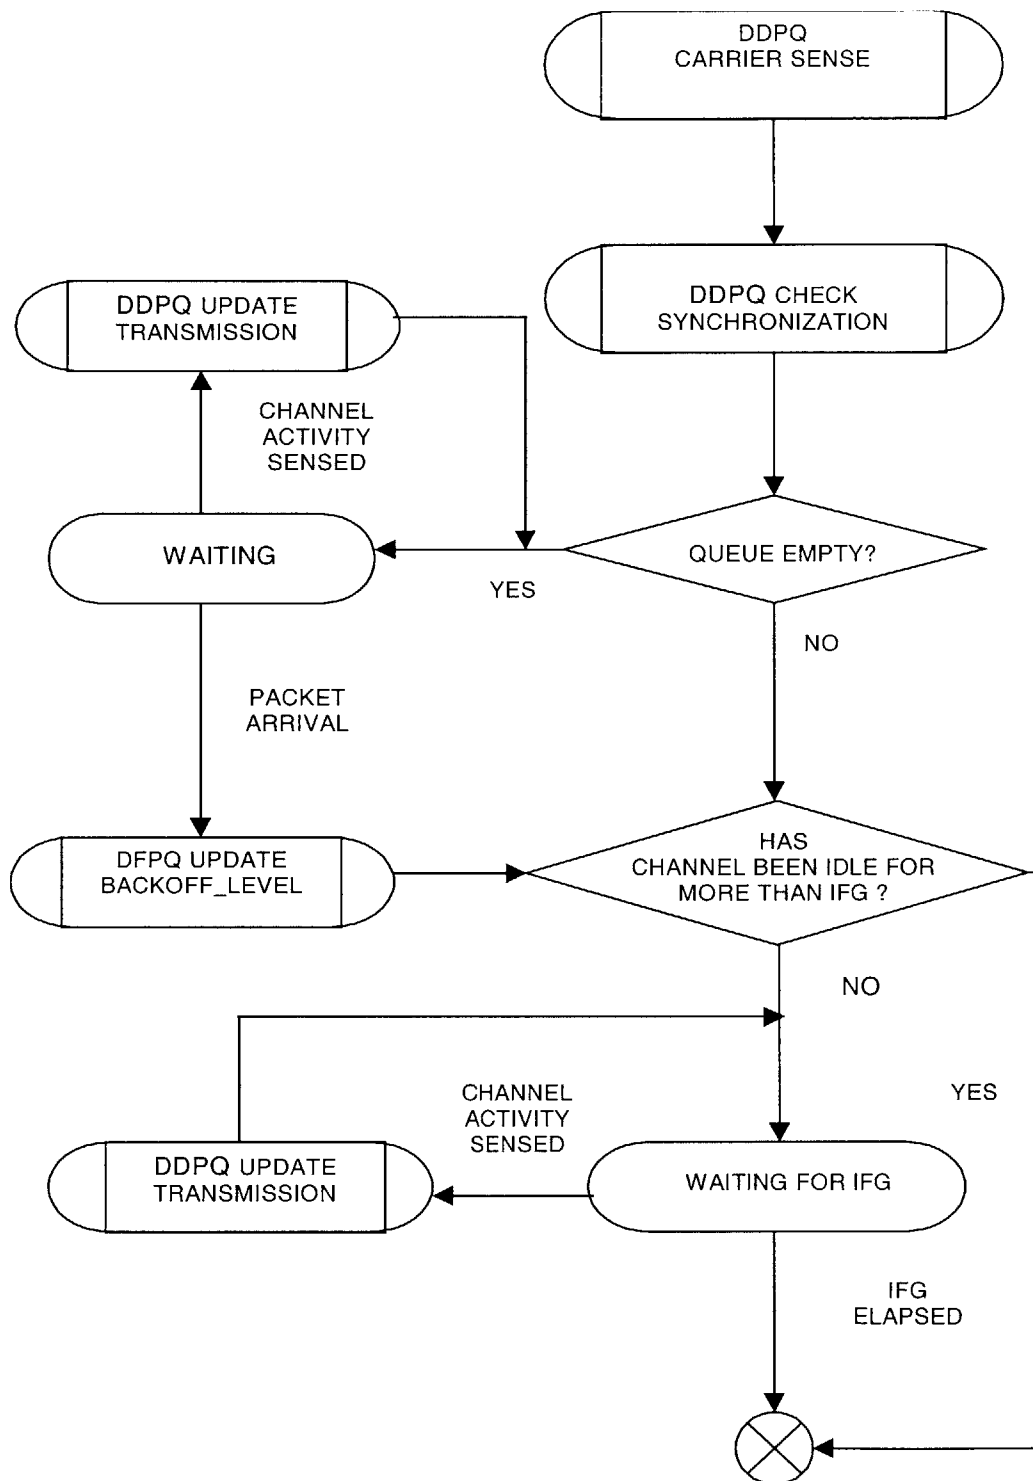 DDPQ
CARRIER SENSE
DDPQ CHECK
SYNCHRONIZATION
DDPQ UPDATE
TRANSMISSION
CHANNEL
ACTIVITY
SENSED
WAITING
QUEUE EMPTY?
YES
NO
PACKET
ARRIVAL
DFPQ UPDATE
BACKOFF_LEVEL
HAS
CHANNEL BEEN IDLE FOR
MORE THAN IFG ?
NO
YES
CHANNEL
ACTIVITY
SENSED
DDPQ UPDATE
TRANSMISSION
WAITING FOR IFG
IFG
ELAPSED